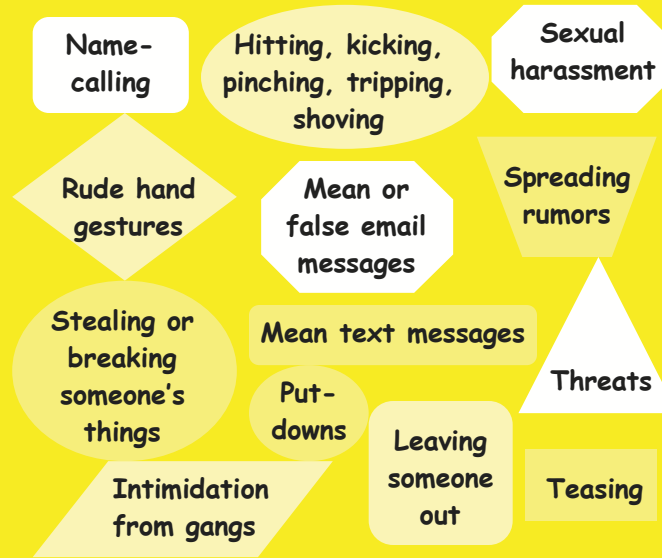 Name-
calling
Hitting, kicking,
pinching, tripping,
shoving
Sexual
harassment
Rude hand
gestures
Mean or
false email
messages
Spreading
rumors
Stealing or
breaking
someone's
things
Mean text messages
Threats
Put-
downs
Leaving
someone
out
Teasing
Intimidation
from gangs